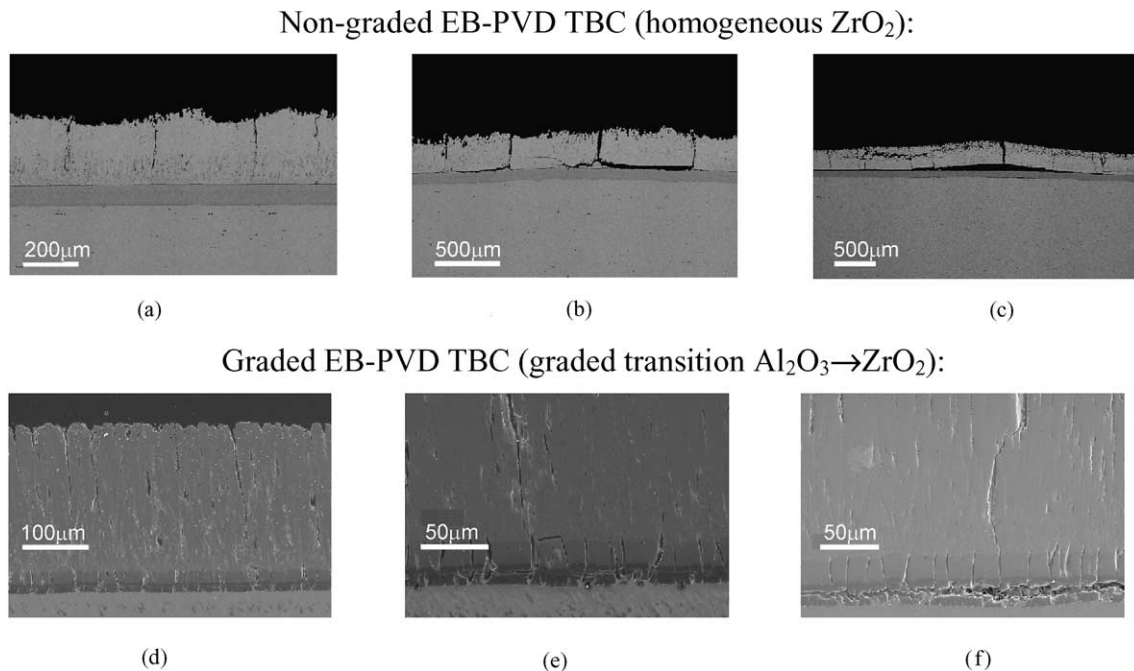 Non-graded EB-PVD TBC (homogeneous ZrO₂):
200μm
500μm
500μm
(a)
(b)
(c)
Graded EB-PVD TBC (graded transition Al₂O₃→ZrO₂):
100μm
50μm
50μm
(d)
(e)
(f)